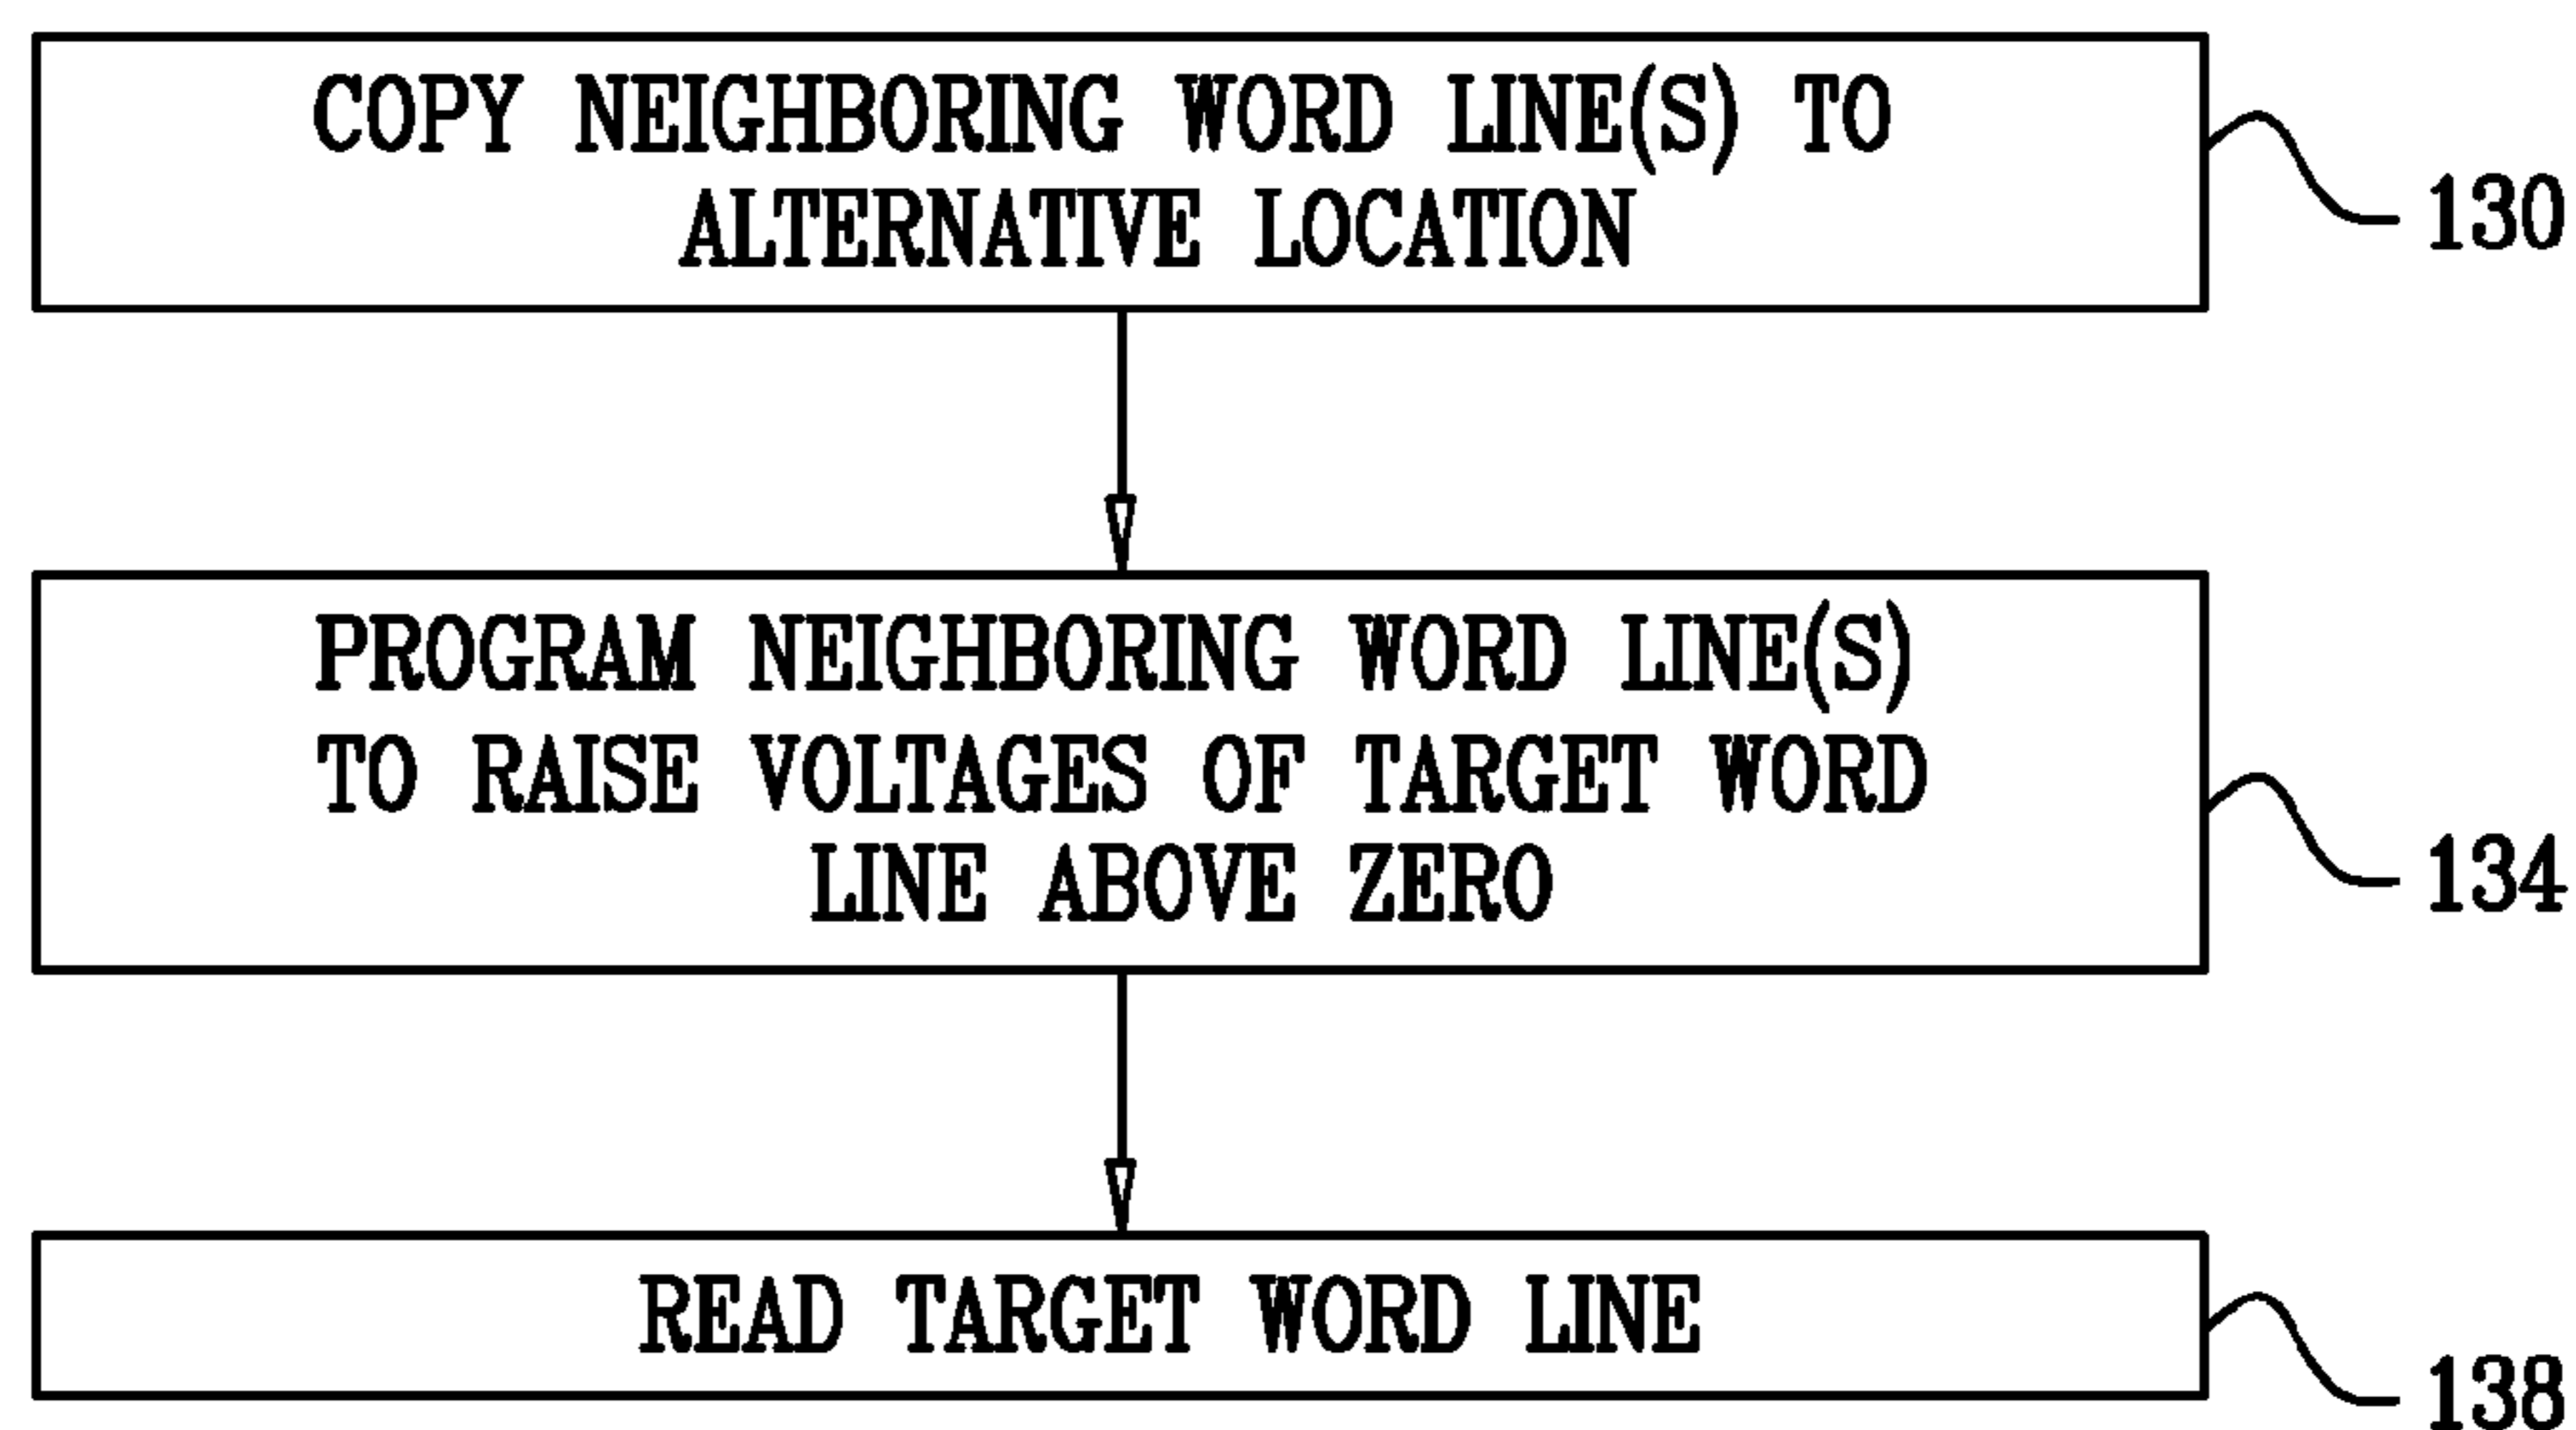 COPY NEIGHBORING WORD LINE(S) TO
ALTERNATIVE LOCATION
130
PROGRAM NEIGHBORING WORD LINE(S)
TO RAISE VOLTAGES OF TARGET WORD
LINE ABOVE ZERO
134
READ TARGET WORD LINE
138